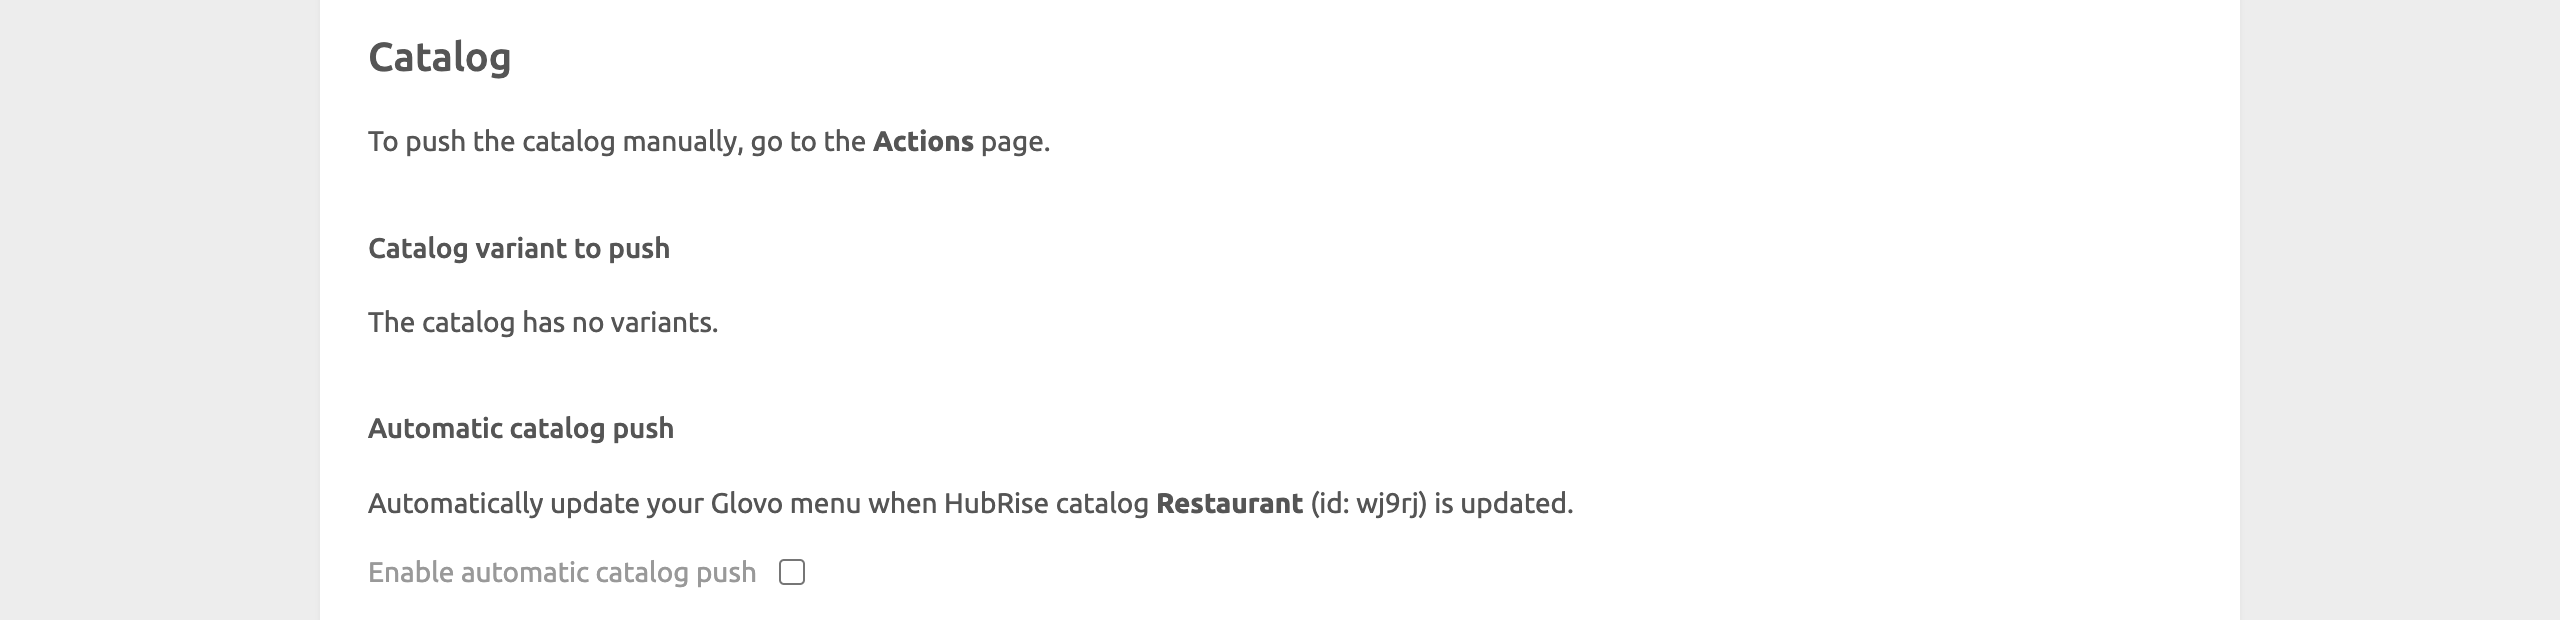 Catalog
To push the catalog manually, go to the Actions page.
Catalog variant to push
The catalog has no variants.
Automatic catalog push
Automatically update your Glovo menu when HubRise catalog Restaurant (id: wj9rj) is updated.
Enable automatic catalog push